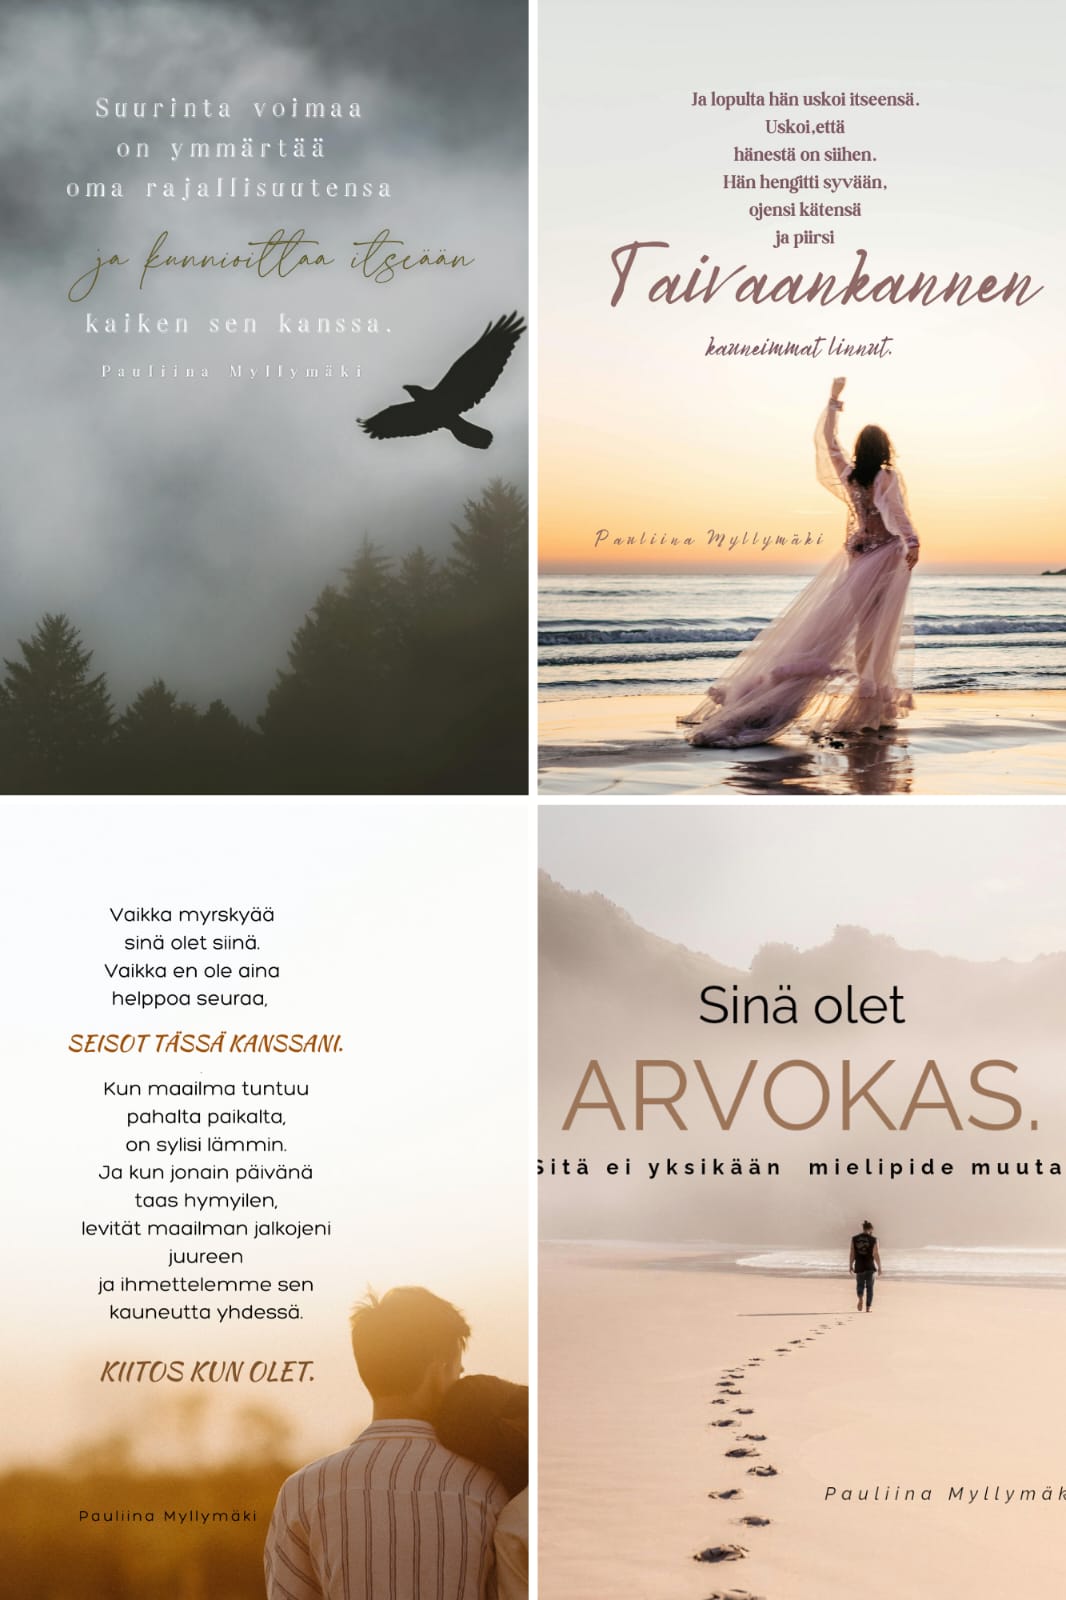 Suurinta voimaa
on ymmärtää
oma rajallisuutensa
ja kunnioittaa itseään
kaiken sen kanssa.
Pauliina Myllymäki
Ja lopulta hän uskoi itseensä.
Uskoi,että
hänestä on siihen.
Hän hengitti syvään,
ojensi kätensä
ja piirsi
Taivaankannen
kauneimmat linnut.
Pauliina Myllymäki
Vaikka myrskyää
sinä olet siinä.
Vaikka en ole aina
helppoa seuraa,
SEISOT TÄSSÄ KANSSANI.
Kun maailma tuntuu
pahalta paikalta,
on sylisi lämmin.
Ja kun jonain päivänä
taas hymyilen,
levität maailman jalkojeni
juureen
ja ihmettelemme sen
kauneutta yhdessä.
KIITOS KUN OLET.
Pauliina Myllymäki
Sinä olet
ARVOKAS.
Sitä ei yksikään mielipide muuta
Pauliina Myllymäk